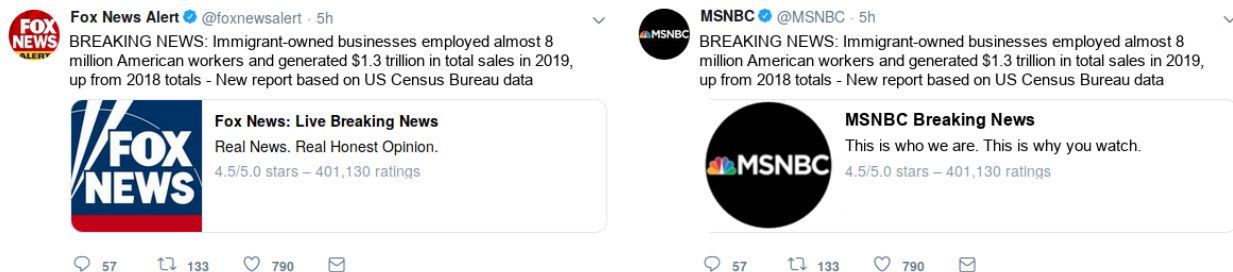 FOX
NEWS
ALERT
Fox News Alert @foxnewsalert · 5h
BREAKING NEWS: Immigrant-owned businesses employed almost 8
million American workers and generated $1.3 trillion in total sales in 2019,
up from 2018 totals - New report based on US Census Bureau data
FOX
NEWS
Fox News: Live Breaking News
Real News. Real Honest Opinion.
4.5/5.0 stars – 401,130 ratings
57 133 790
MSNBC
MSNBC @MSNBC · 5h
BREAKING NEWS: Immigrant-owned businesses employed almost 8
million American workers and generated $1.3 trillion in total sales in 2019,
up from 2018 totals - New report based on US Census Bureau data
MSNBC
MSNBC Breaking News
This is who we are. This is why you watch.
4.5/5.0 stars – 401,130 ratings
57 133 790